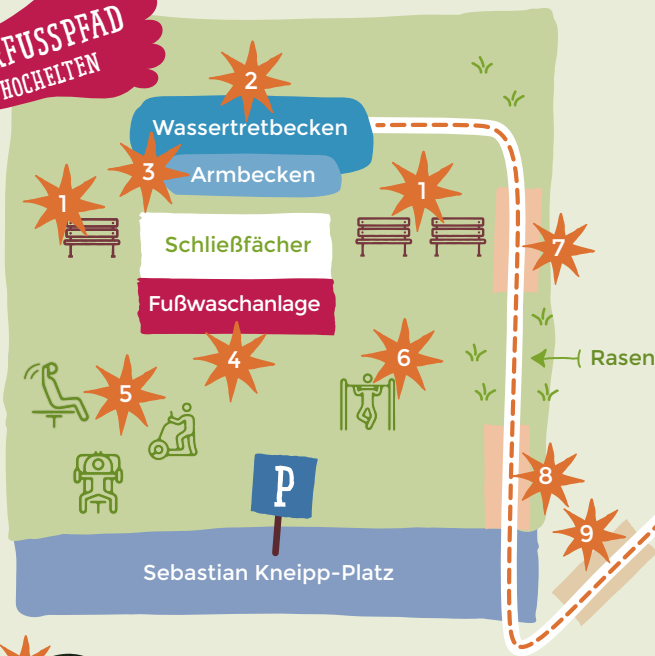 HOCHELTEN
2
Wassertretbecken
3
Armbecken
1
1
Schließfächer
7
Fußwaschanlage
4
6
Rasen
5
8
P
9
Sebastian Kneipp-Platz